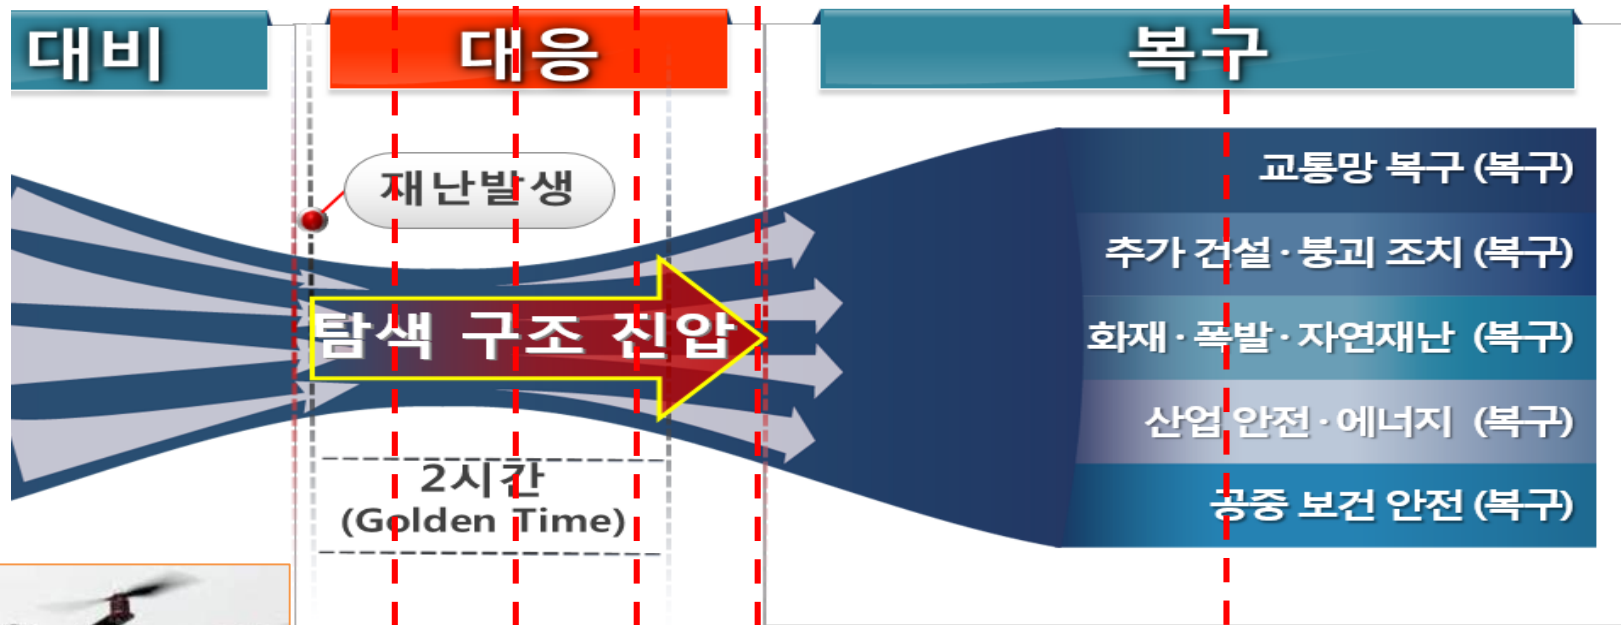 대비
대응
복구
재난발생
탐색 구조 진압
2시간
(Golden Time)
교통망 복구 (복구)
추가 건설·붕괴 조치 (복구)
화재·폭발·자연재난 (복구)
산업 안전·에너지 (복구)
공중 보건 안전 (복구)